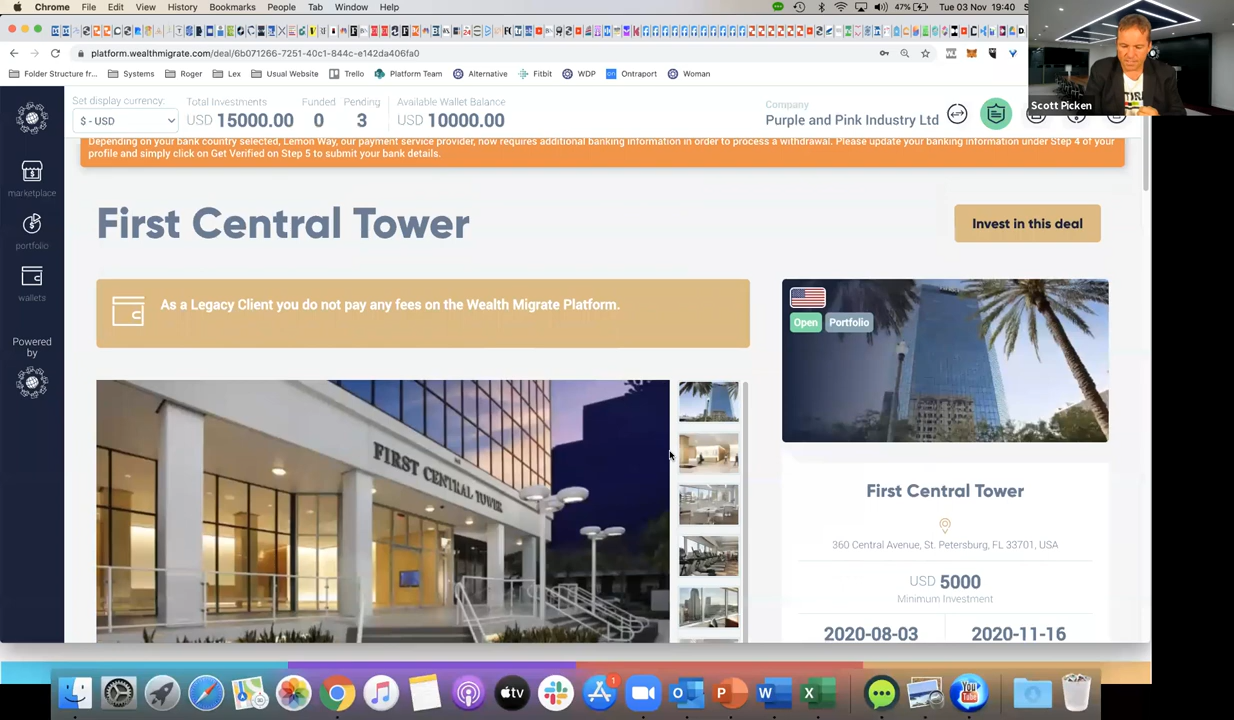 Chrome File Edit View History Bookmarks People Tab Window Help
47% Tue 03 Nov 19:40
platform.wealthmigrate.com/deal/6b071266-7251-40c1-844c-e142da406fa0
Folder Structure fr... Systems Roger Lex Usual Website Trello Platform Team Alternative Fitbit WDP Ontraport Woman
Scott Picken
Set display currency: Total Investments Funded Pending Available Wallet Balance Company
$ - USD USD 15000.00 0 3 USD 10000.00 Purple and Pink Industry Ltd
Depending on your bank country selected, Lemon Way, our payment service provider, now requires additional banking information in order to process a withdrawal. Please update your banking information under Step 4 of your
profile and simply click on Get Verified on Step 5 to submit your bank details.
marketplace
portfolio
wallets
Powered
by
First Central Tower
Invest in this deal
As a Legacy Client you do not pay any fees on the Wealth Migrate Platform.
Open Portfolio
FIRST CENTRAL TOWER
First Central Tower
360 Central Avenue, St. Petersburg, FL 33701, USA
USD 5000
Minimum Investment
2020-08-03 2020-11-16
tv
1
You
Tube